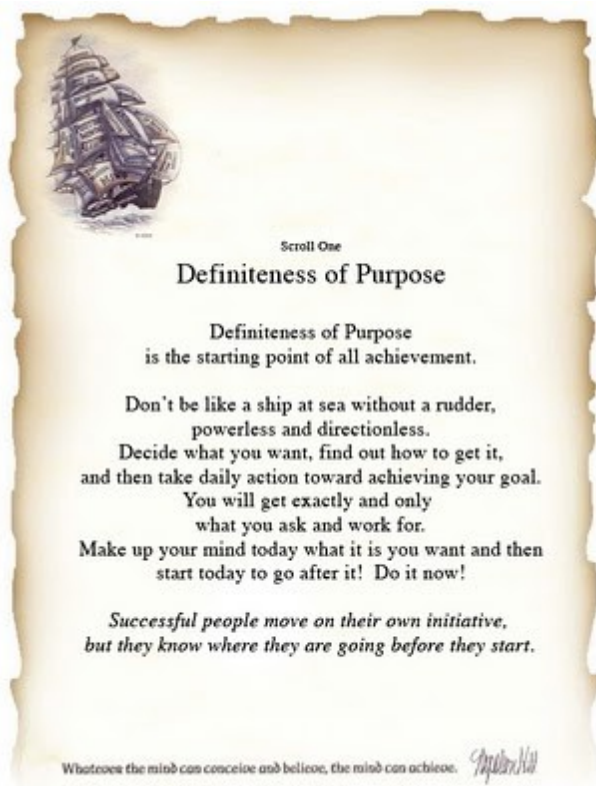 Scroll One
Definiteness of Purpose
Definiteness of Purpose
is the starting point of all achievement.
Don't be like a ship at sea without a rudder,
powerless and directionless.
Decide what you want, find out how to get it,
and then take daily action toward achieving your goal.
You will get exactly and only
what you ask and work for.
Make up your mind today what it is you want and then
start today to go after it! Do it now!
Successful people move on their own initiative,
but they know where they are going before they start.
Whatever the mind can conceive and believe, the mind can achieve. Napoleon Hill